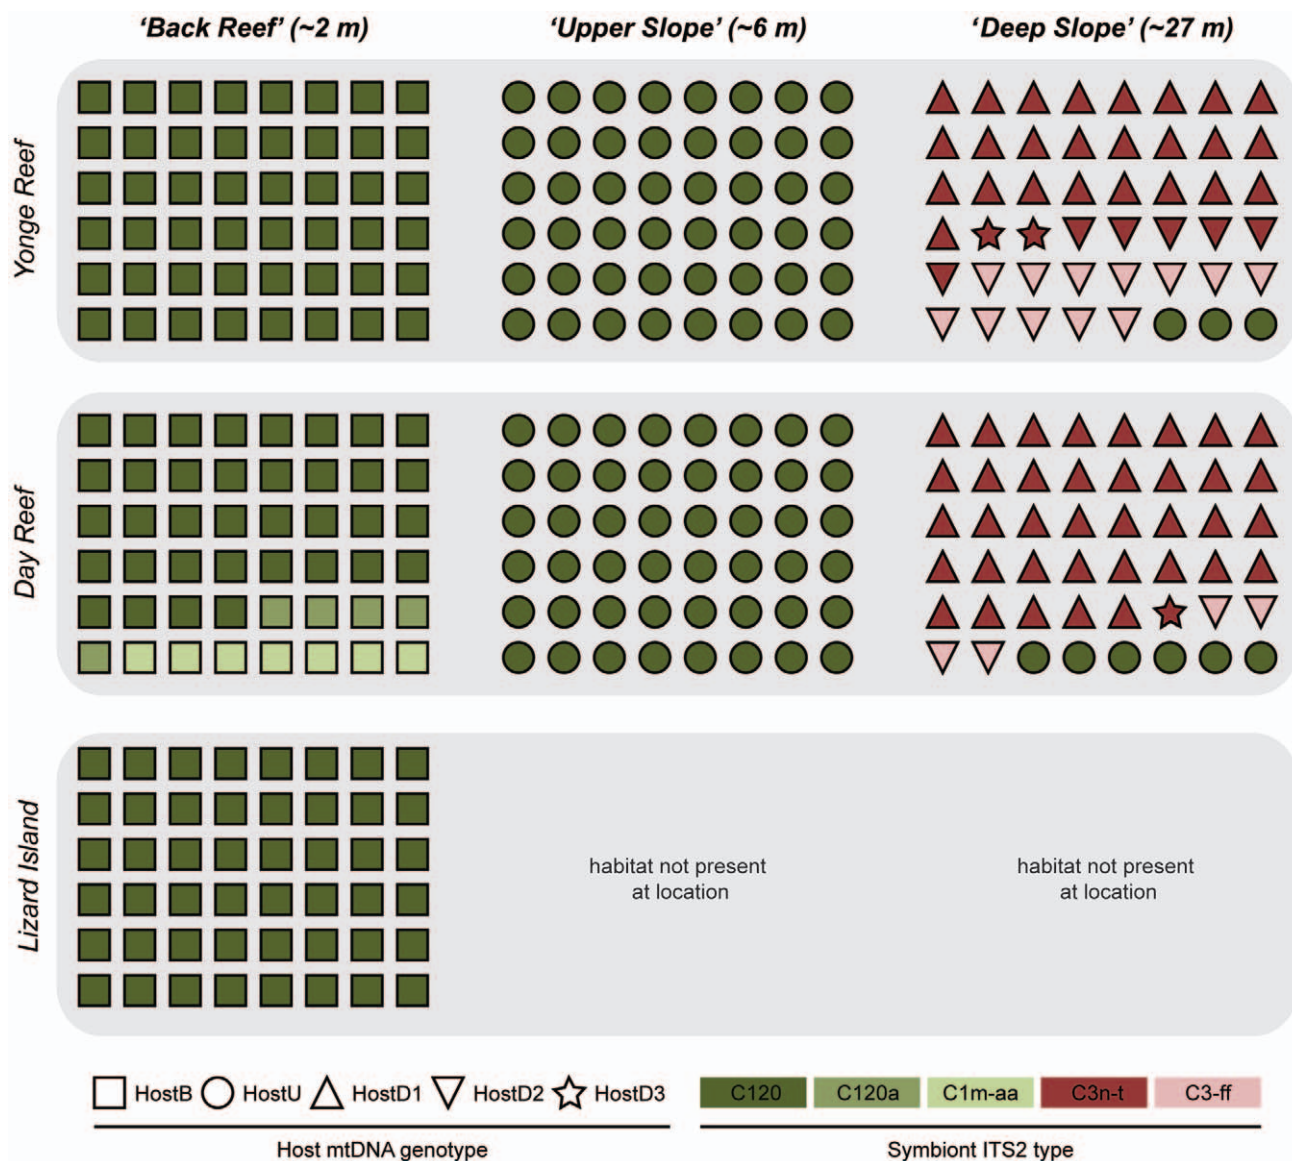 ‘Back Reef’ (~2 m)
‘Upper Slope’ (~6 m)
‘Deep Slope’ (~27 m)
Yonge Reef
Day Reef
Lizard Island
habitat not present
at location
habitat not present
at location
HostB
HostU
HostD1
HostD2
HostD3
Host mtDNA genotype
C120
C120a
C1m-aa
C3n-t
C3-ff
Symbiont ITS2 type